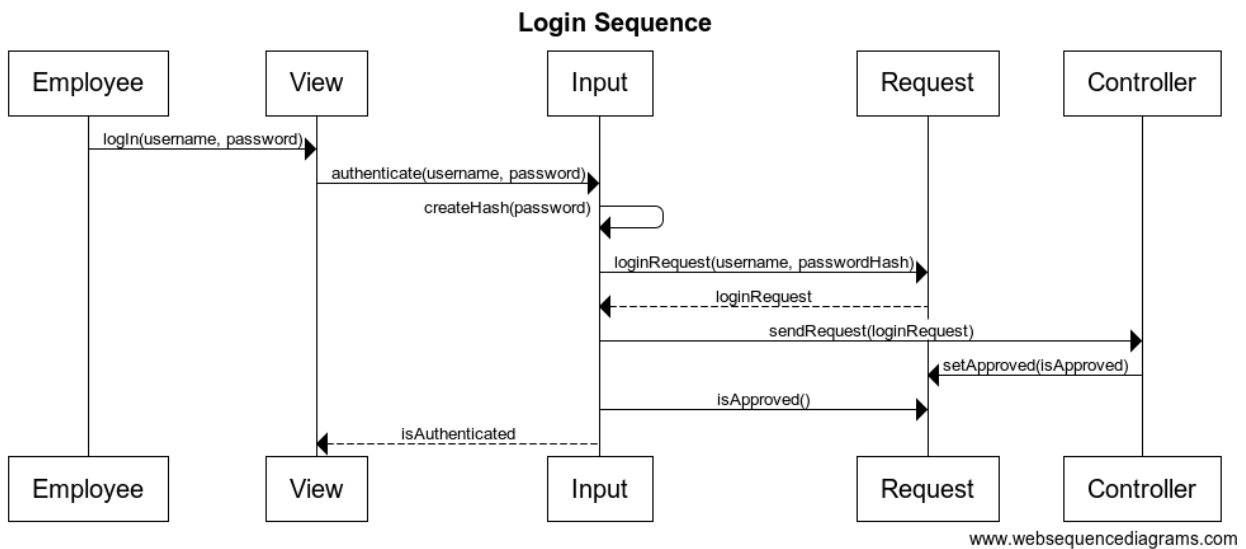 Login Sequence
Employee
View
Input
Request
Controller
logIn(username, password)
authenticate(username, password)
createHash(password)
loginRequest(username, passwordHash)
loginRequest
sendRequest(loginRequest)
setApproved(isApproved)
isApproved()
isAuthenticated
Employee
View
Input
Request
Controller
www.websequencediagrams.com